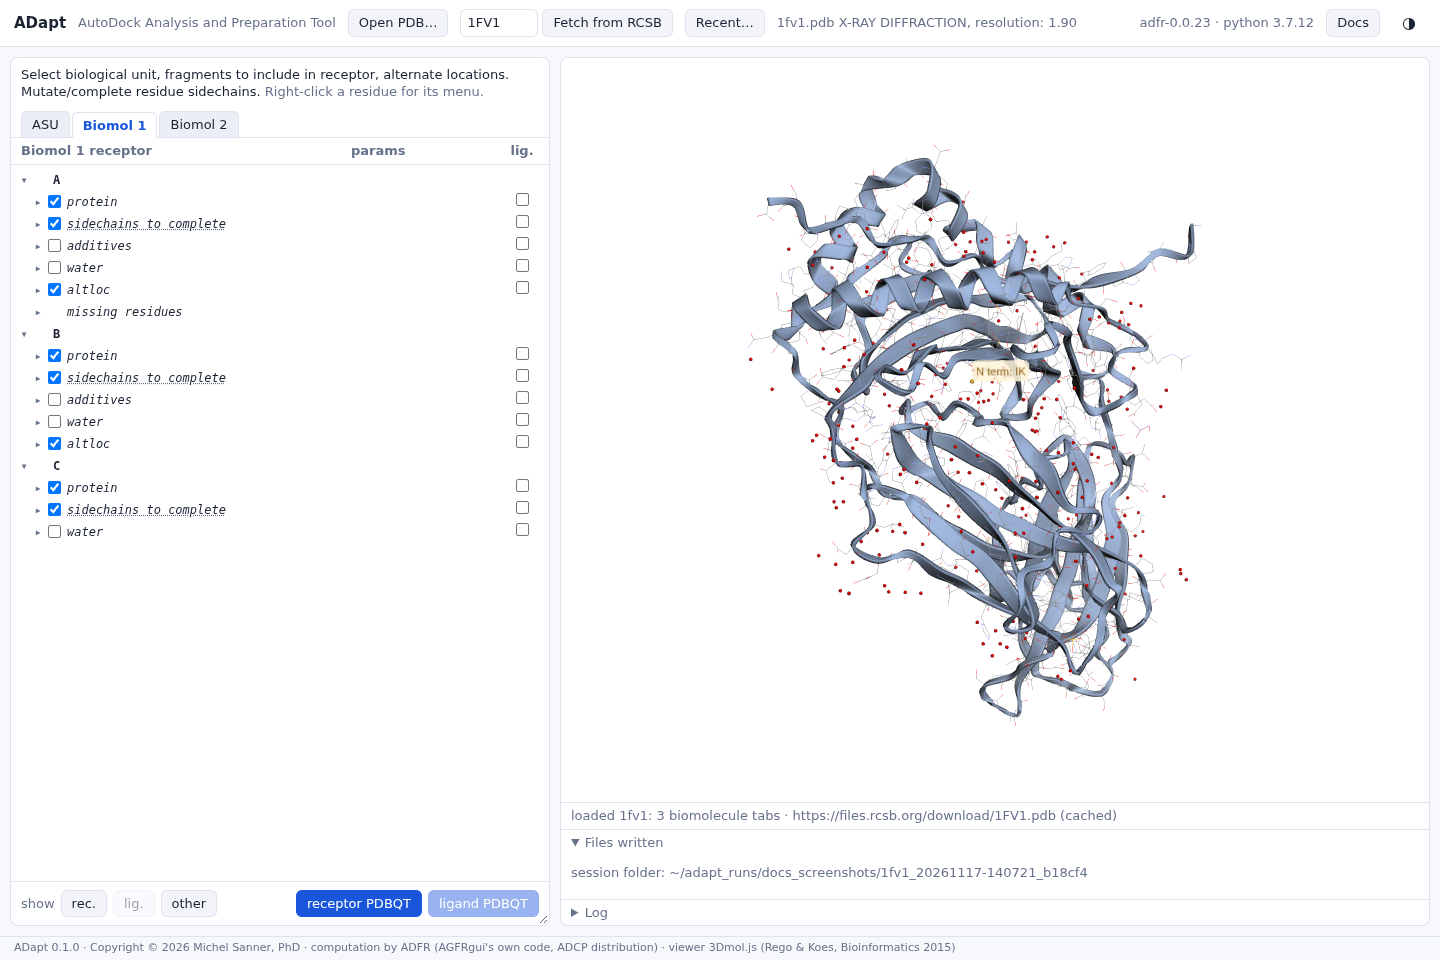 ADapt AutoDock Analysis and Preparation Tool Open PDB... 1FV1 Fetch from RCSB Recent... 1fv1.pdb X-RAY DIFFRACTION, resolution: 1.90 adfr-0.0.23 · python 3.7.12 Docs
Select biological unit, fragments to include in receptor, alternate locations.
Mutate/complete residue sidechains. Right-click a residue for its menu.
ASU Biomol 1 Biomol 2
Biomol 1 receptor params lig.
A
protein
sidechains to complete
additives
water
altloc
missing residues
B
protein
sidechains to complete
additives
water
altloc
C
protein
sidechains to complete
water
show rec. lig. other receptor PDBQT ligand PDBQT
N term: IK
loaded 1fv1: 3 biomolecule tabs · https://files.rcsb.org/download/1FV1.pdb (cached)
Files written
session folder: ~/adapt_runs/docs_screenshots/1fv1_20261117-140721_b18cf4
Log
ADapt 0.1.0 · Copyright © 2026 Michel Sanner, PhD · computation by ADFR (AGFRgui's own code, ADCP distribution) · viewer 3Dmol.js (Rego & Koes, Bioinformatics 2015)